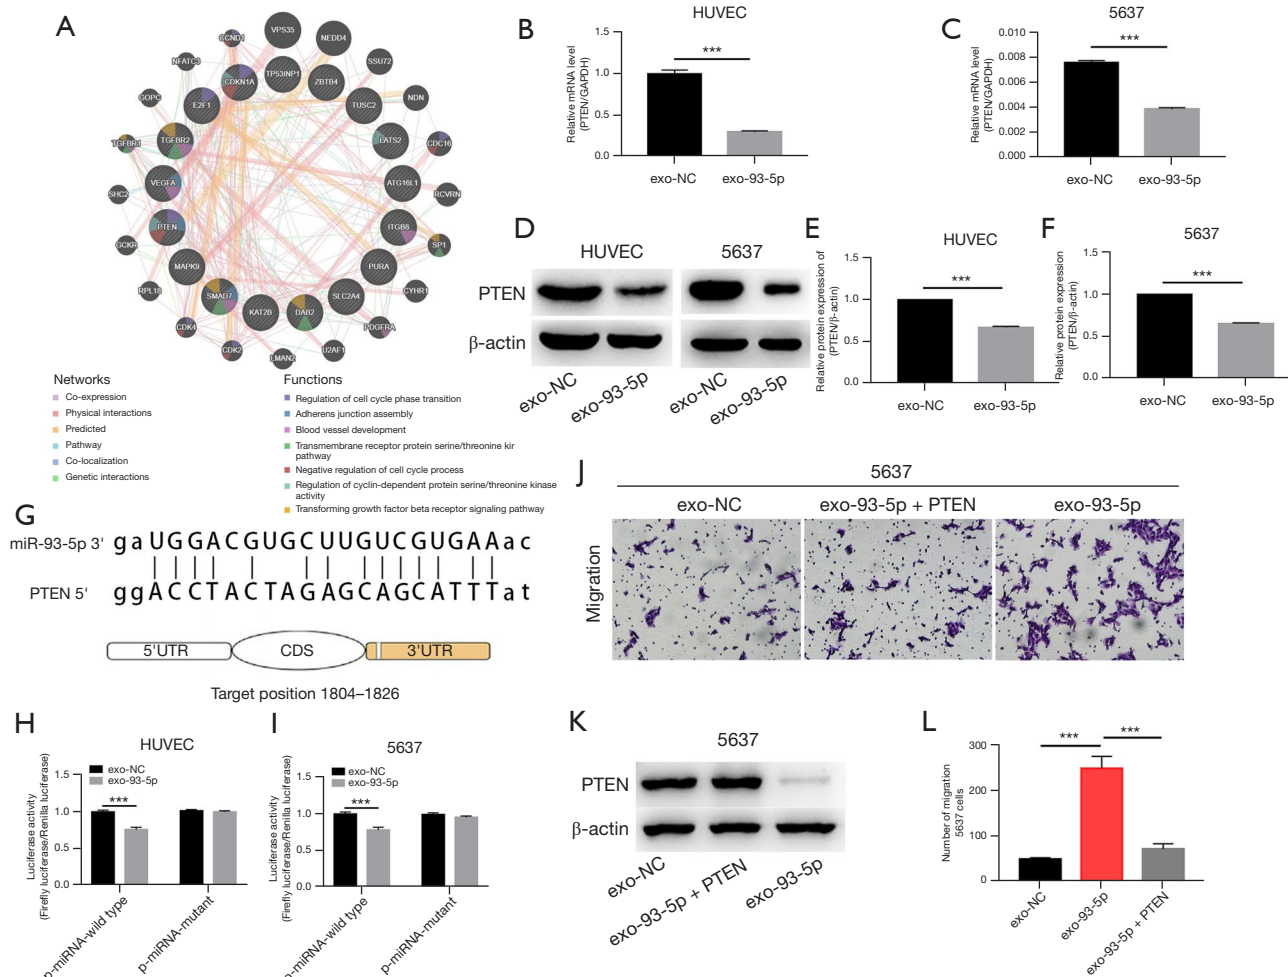 A
VPS35
NEDD4
SSU72
NDN
CDC16
RCVRN
SP1
CYHR1
PDGFRA
U2AF1
LMAN2
CDK2
CDK4
RPL18
GCKR
SHC2
TGFBR1
GOPC
NFATC3
CCND1
TP53INP1
ZBTB4
TUSC2
LATS2
ATG16L1
ITGB8
PURA
SLC2A4
DAB2
KAT2B
SMAD7
MAPK9
PTEN
VEGFA
TGFBR2
E2F1
CDKN1A
Networks
Co-expression
Physical interactions
Predicted
Pathway
Co-localization
Genetic interactions
Functions
Regulation of cell cycle phase transition
Adherens junction assembly
Blood vessel development
Transmembrane receptor protein serine/threonine kir
pathway
Negative regulation of cell cycle process
Regulation of cyclin-dependent protein serine/threonine kinase
activity
Transforming growth factor beta receptor signaling pathway
B
HUVEC
Relative mRNA level
(PTEN/GAPDH)
1.5
1.0
0.5
0.0
***
exo-NC
exo-93-5p
C
5637
Relative mRNA level
(PTEN/GAPDH)
0.010
0.008
0.006
0.004
0.002
0.000
***
exo-NC
exo-93-5p
D
HUVEC
5637
PTEN
β-actin
exo-NC
exo-93-5p
exo-NC
exo-93-5p
E
HUVEC
Relative protein expression of
(PTEN/β-actin)
1.5
1.0
0.5
0.0
***
exo-NC
exo-93-5p
F
5637
Relative protein expression
(PTEN/β-actin)
1.5
1.0
0.5
0.0
***
exo-NC
exo-93-5p
G
miR-93-5p 3' gaUGGACGUGCUUGUCGUGAAac
PTEN 5' ggACCTACTAGAGCAGCATTTat
5'UTR
CDS
3'UTR
Target position 1804–1826
H
HUVEC
exo-NC
exo-93-5p
Luciferase activity
(Firefly luciferase/Renilla luciferase)
1.5
1.0
0.5
0.0
***
p-miRNA-wild type
p-miRNA-mutant
I
5637
exo-NC
exo-93-5p
Luciferase activity
(Firefly luciferase/Renilla luciferase)
1.5
1.0
0.5
0.0
***
p-miRNA-wild type
p-miRNA-mutant
J
5637
exo-NC
exo-93-5p + PTEN
exo-93-5p
Migration
K
5637
PTEN
β-actin
exo-NC
exo-93-5p + PTEN
exo-93-5p
L
Number of migration
5637 cells
300
200
100
0
***
***
exo-NC
exo-93-5p
exo-93-5p + PTEN